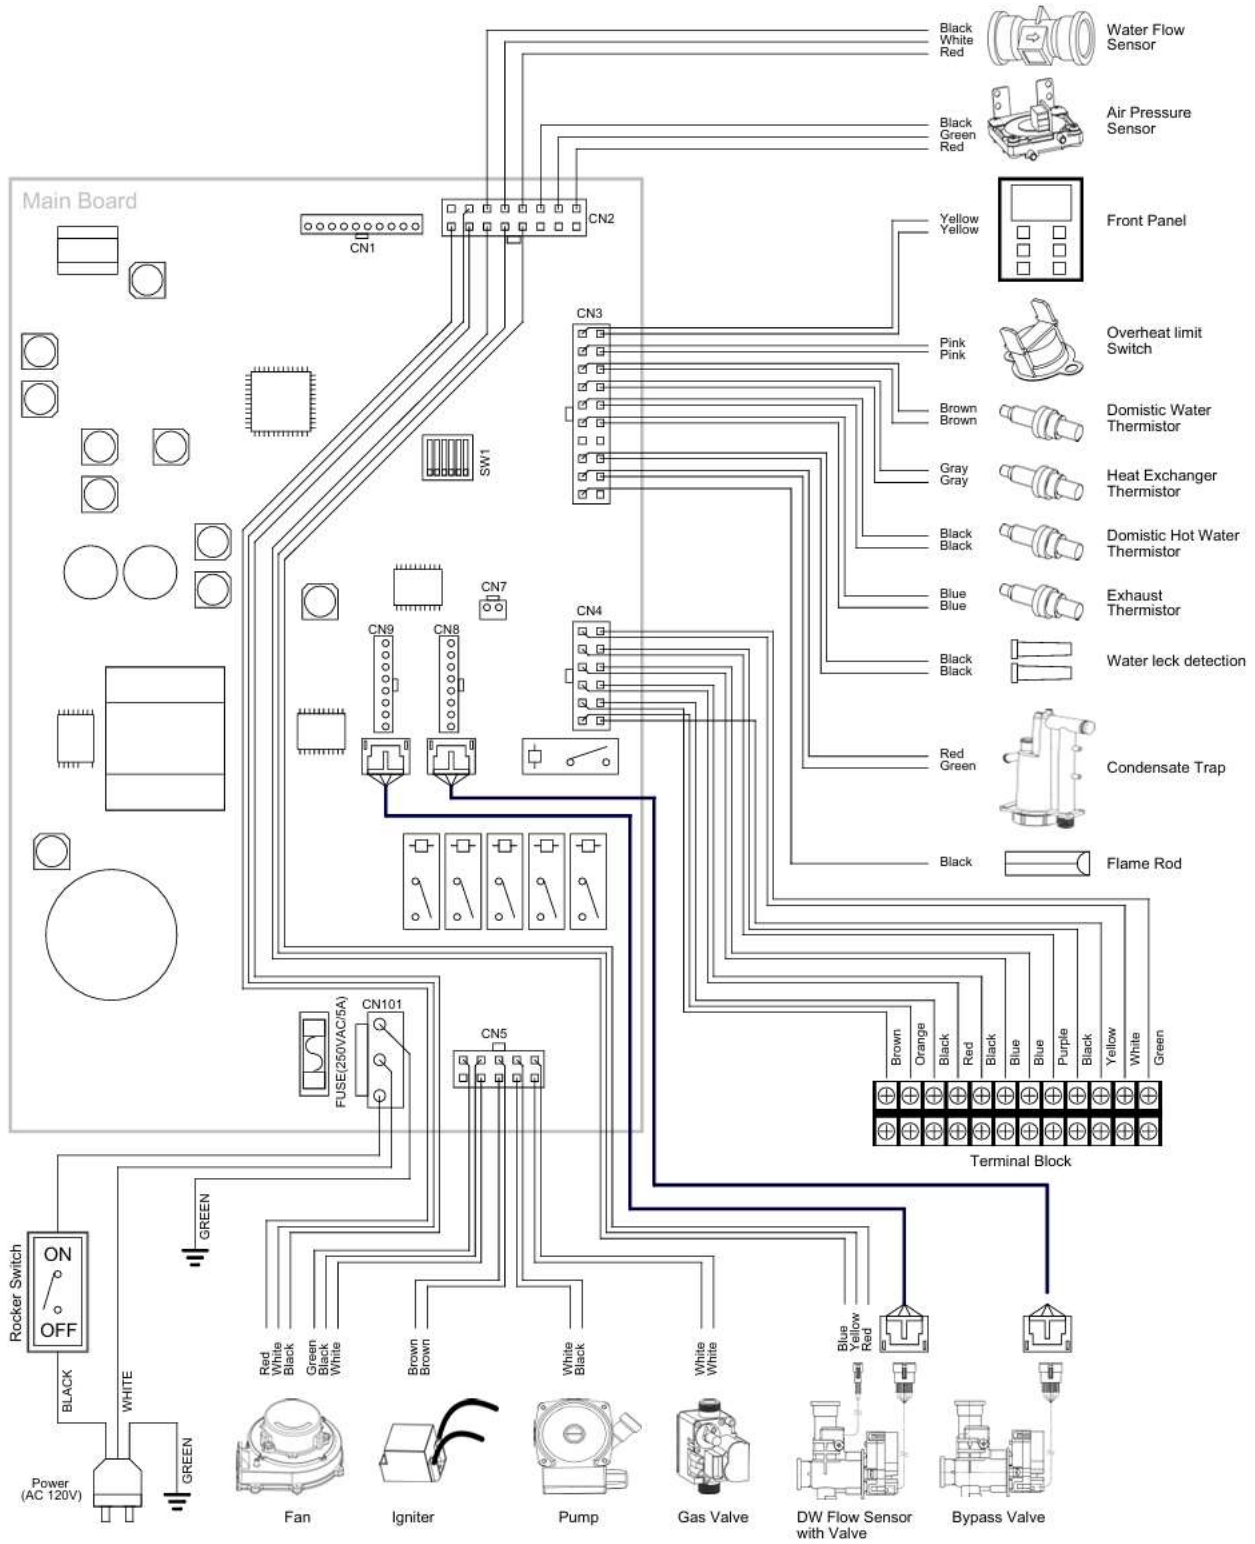 Black
White
Red
Water Flow
Sensor
Black
Green
Red
Air Pressure
Sensor
Main Board
CN1
CN2
Yellow
Yellow
Front Panel
CN3
Pink
Pink
Overheat limit
Switch
Brown
Brown
Domistic Water
Thermistor
SW1
Gray
Gray
Heat Exchanger
Thermistor
Black
Black
Domistic Hot Water
Thermistor
CN7
Blue
Blue
Exhaust
Thermistor
CN9
CN8
CN4
Black
Black
Water leck detection
Red
Green
Condensate Trap
Black
Flame Rod
FUSE(250VAC/5A)
CN101
CN5
Brown
Orange
Black
Red
Black
Blue
Blue
Purple
Black
Yellow
White
Green
Terminal Block
GREEN
Rocker Switch
ON
OFF
BLACK
WHITE
GREEN
Power
(AC 120V)
Red
White
Black
Green
Black
White
Brown
Brown
White
Black
White
White
Blue
Yellow
Red
Fan
Igniter
Pump
Gas Valve
DW Flow Sensor
with Valve
Bypass Valve